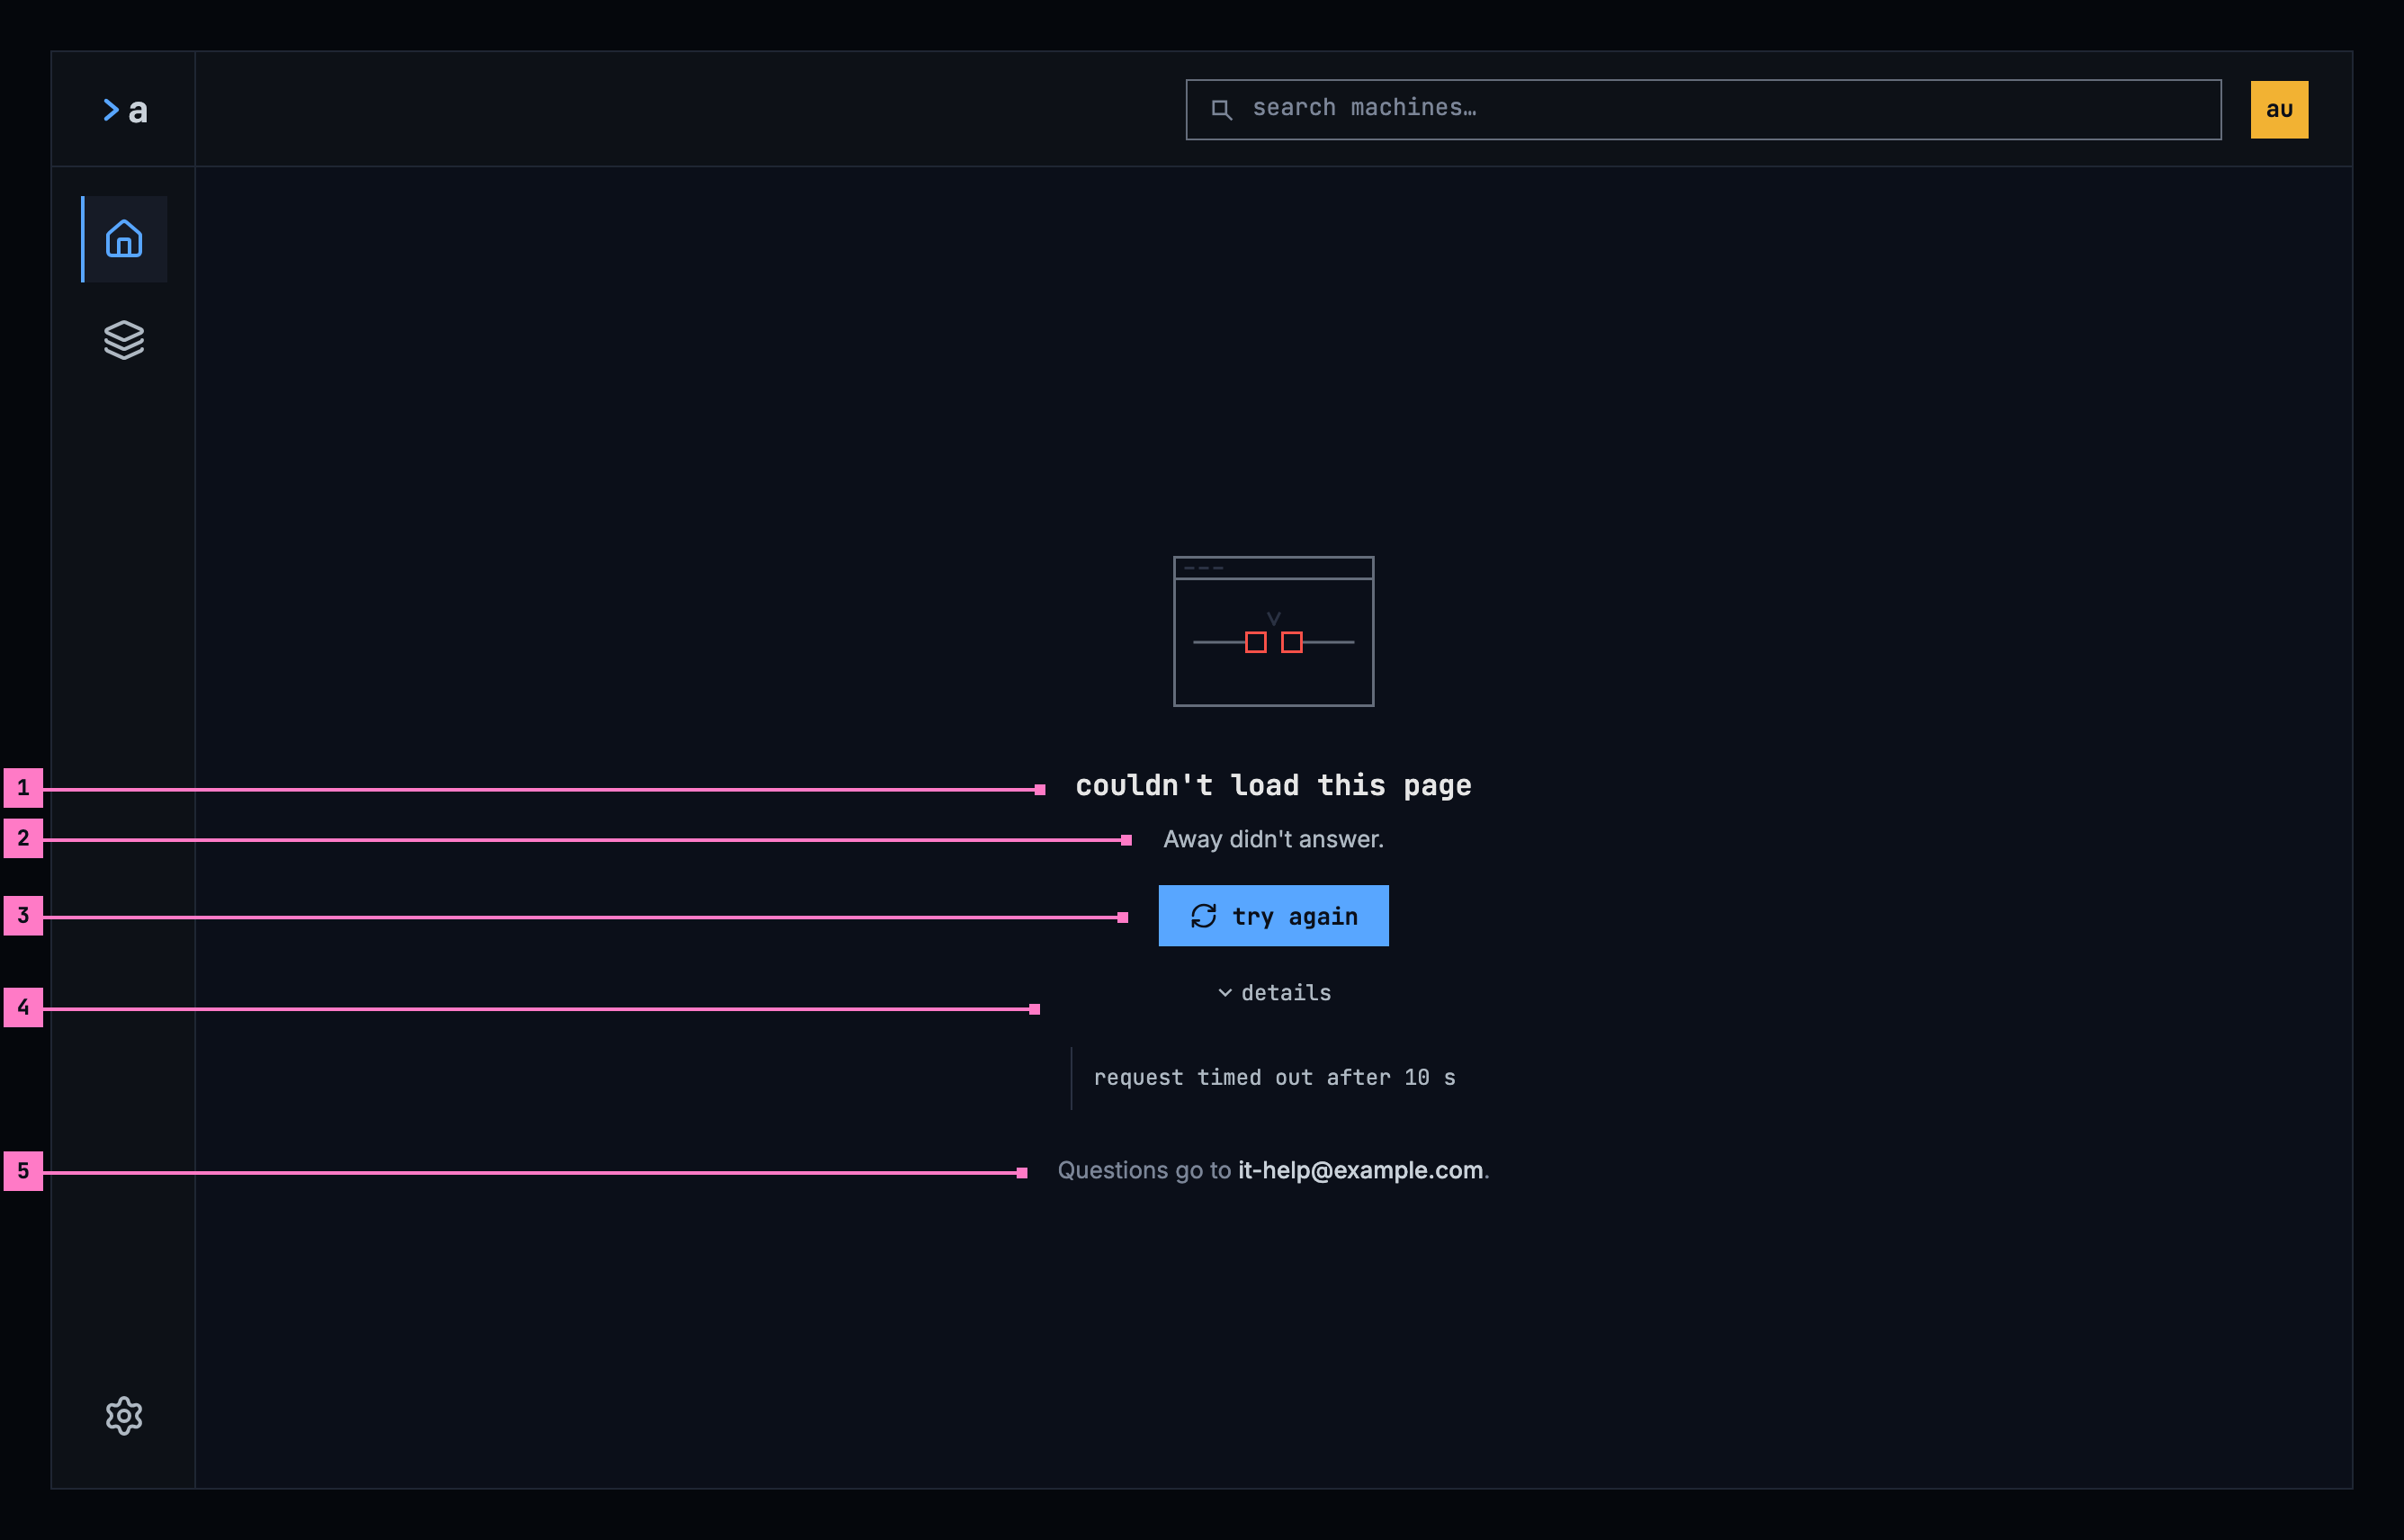 >a
search machines…
au
1
couldn't load this page
2
Away didn't answer.
3
try again
4
details
request timed out after 10 s
5
Questions go to it-help@example.com.